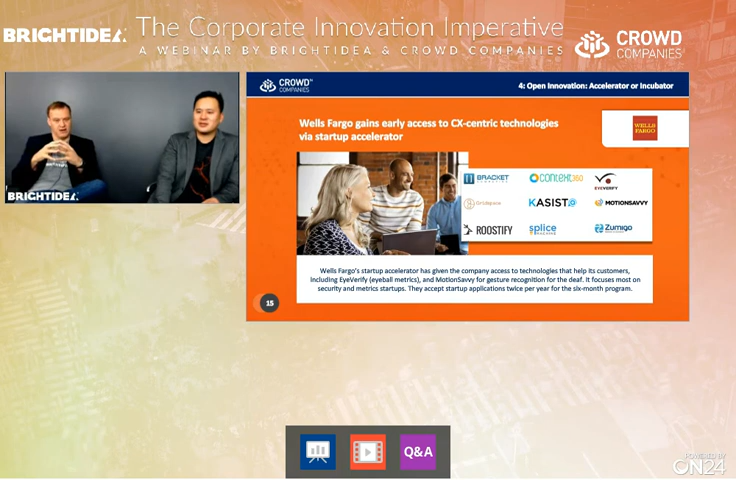 BRIGHTIDEA
The Corporate Innovation Imperative
A WEBINAR BY BRIGHTIDEA & CROWD COMPANIES
CROWD
COMPANIES
BRIGHTIDEA
CROWD
COMPANIES
4: Open Innovation: Accelerator or Incubator
Wells Fargo gains early access to CX-centric technologies
via startup accelerator
WELLS
FARGO
BRACKET
CONTEXT360
EYEVERIFY
Gridspace
KASISTO
MOTIONSAVVY
ROOSTIFY
splice
MACHINE
Zumigo
Wells Fargo's startup accelerator has given the company access to technologies that help its customers,
including EyeVerify (eyeball metrics), and MotionSavvy for gesture recognition for the deaf. It focuses most on
security and metrics startups. They accept startup applications twice per year for the six-month program.
15
Q&A
POWERED BY
ON24